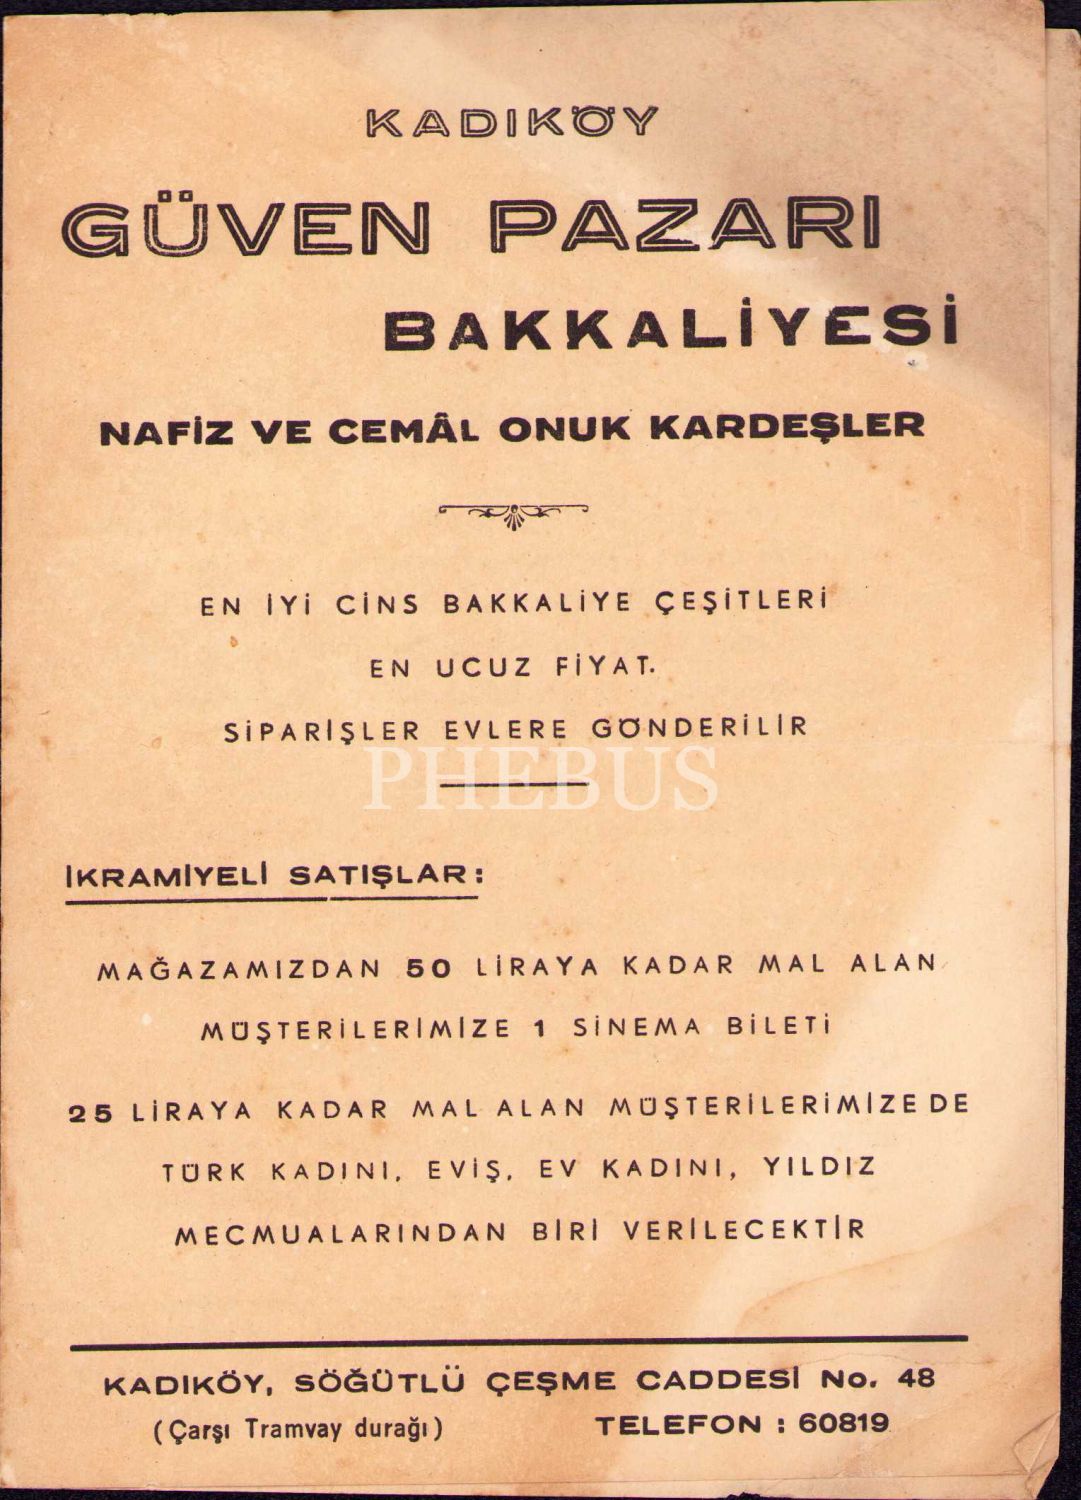 KADIKÖY
GÜVEN PAZARI
BAKKALİYESİ
NAFİZ VE CEMÂL ONUK KARDEŞLER
EN İYİ CİNS BAKKALİYE ÇEŞİTLERİ
EN UCUZ FİYAT.
SİPARİŞLER EVLERE GÖNDERİLİR
PHEBUS
İKRAMİYELİ SATIŞLAR:
MAĞAZAMIZDAN 50 LİRAYA KADAR MAL ALAN
MÜŞTERİLERİMİZE 1 SİNEMA BİLETİ
25 LİRAYA KADAR MAL ALAN MÜŞTERİLERİMİZE DE
TÜRK KADINI, EVİŞ, EV KADINI, YILDIZ
MECMUALARINDAN BİRİ VERİLECEKTİR
KADIKÖY, SÖĞÜTLÜ ÇEŞME CADDESİ No. 48
(Çarşı Tramvay durağı) TELEFON : 60819